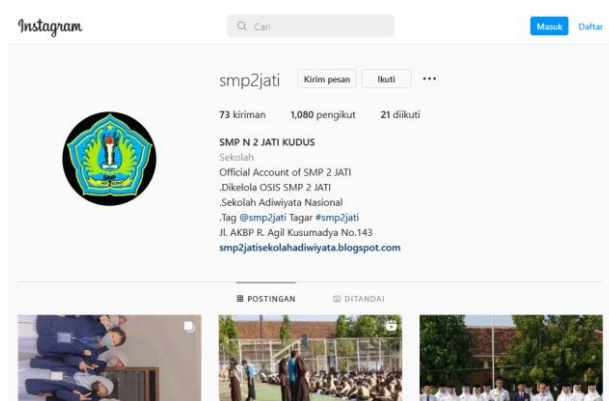 Instagram
Cari
Masuk Daftar
smp2jati Kirim pesan Ikuti
73 kiriman 1,080 pengikut 21 diikuti
SMP N 2 JATI KUDUS
Sekolah
Official Account of SMP 2 JATI
.Dikelola OSIS SMP 2 JATI
.Sekolah Adiwiyata Nasional
.Tag @smp2jati Tagar #smp2jati
Jl. AKBP R. Agil Kusumadya No.143
smp2jatisekolahadiwiyata.blogspot.com
POSTINGAN DITANDAI
SMP